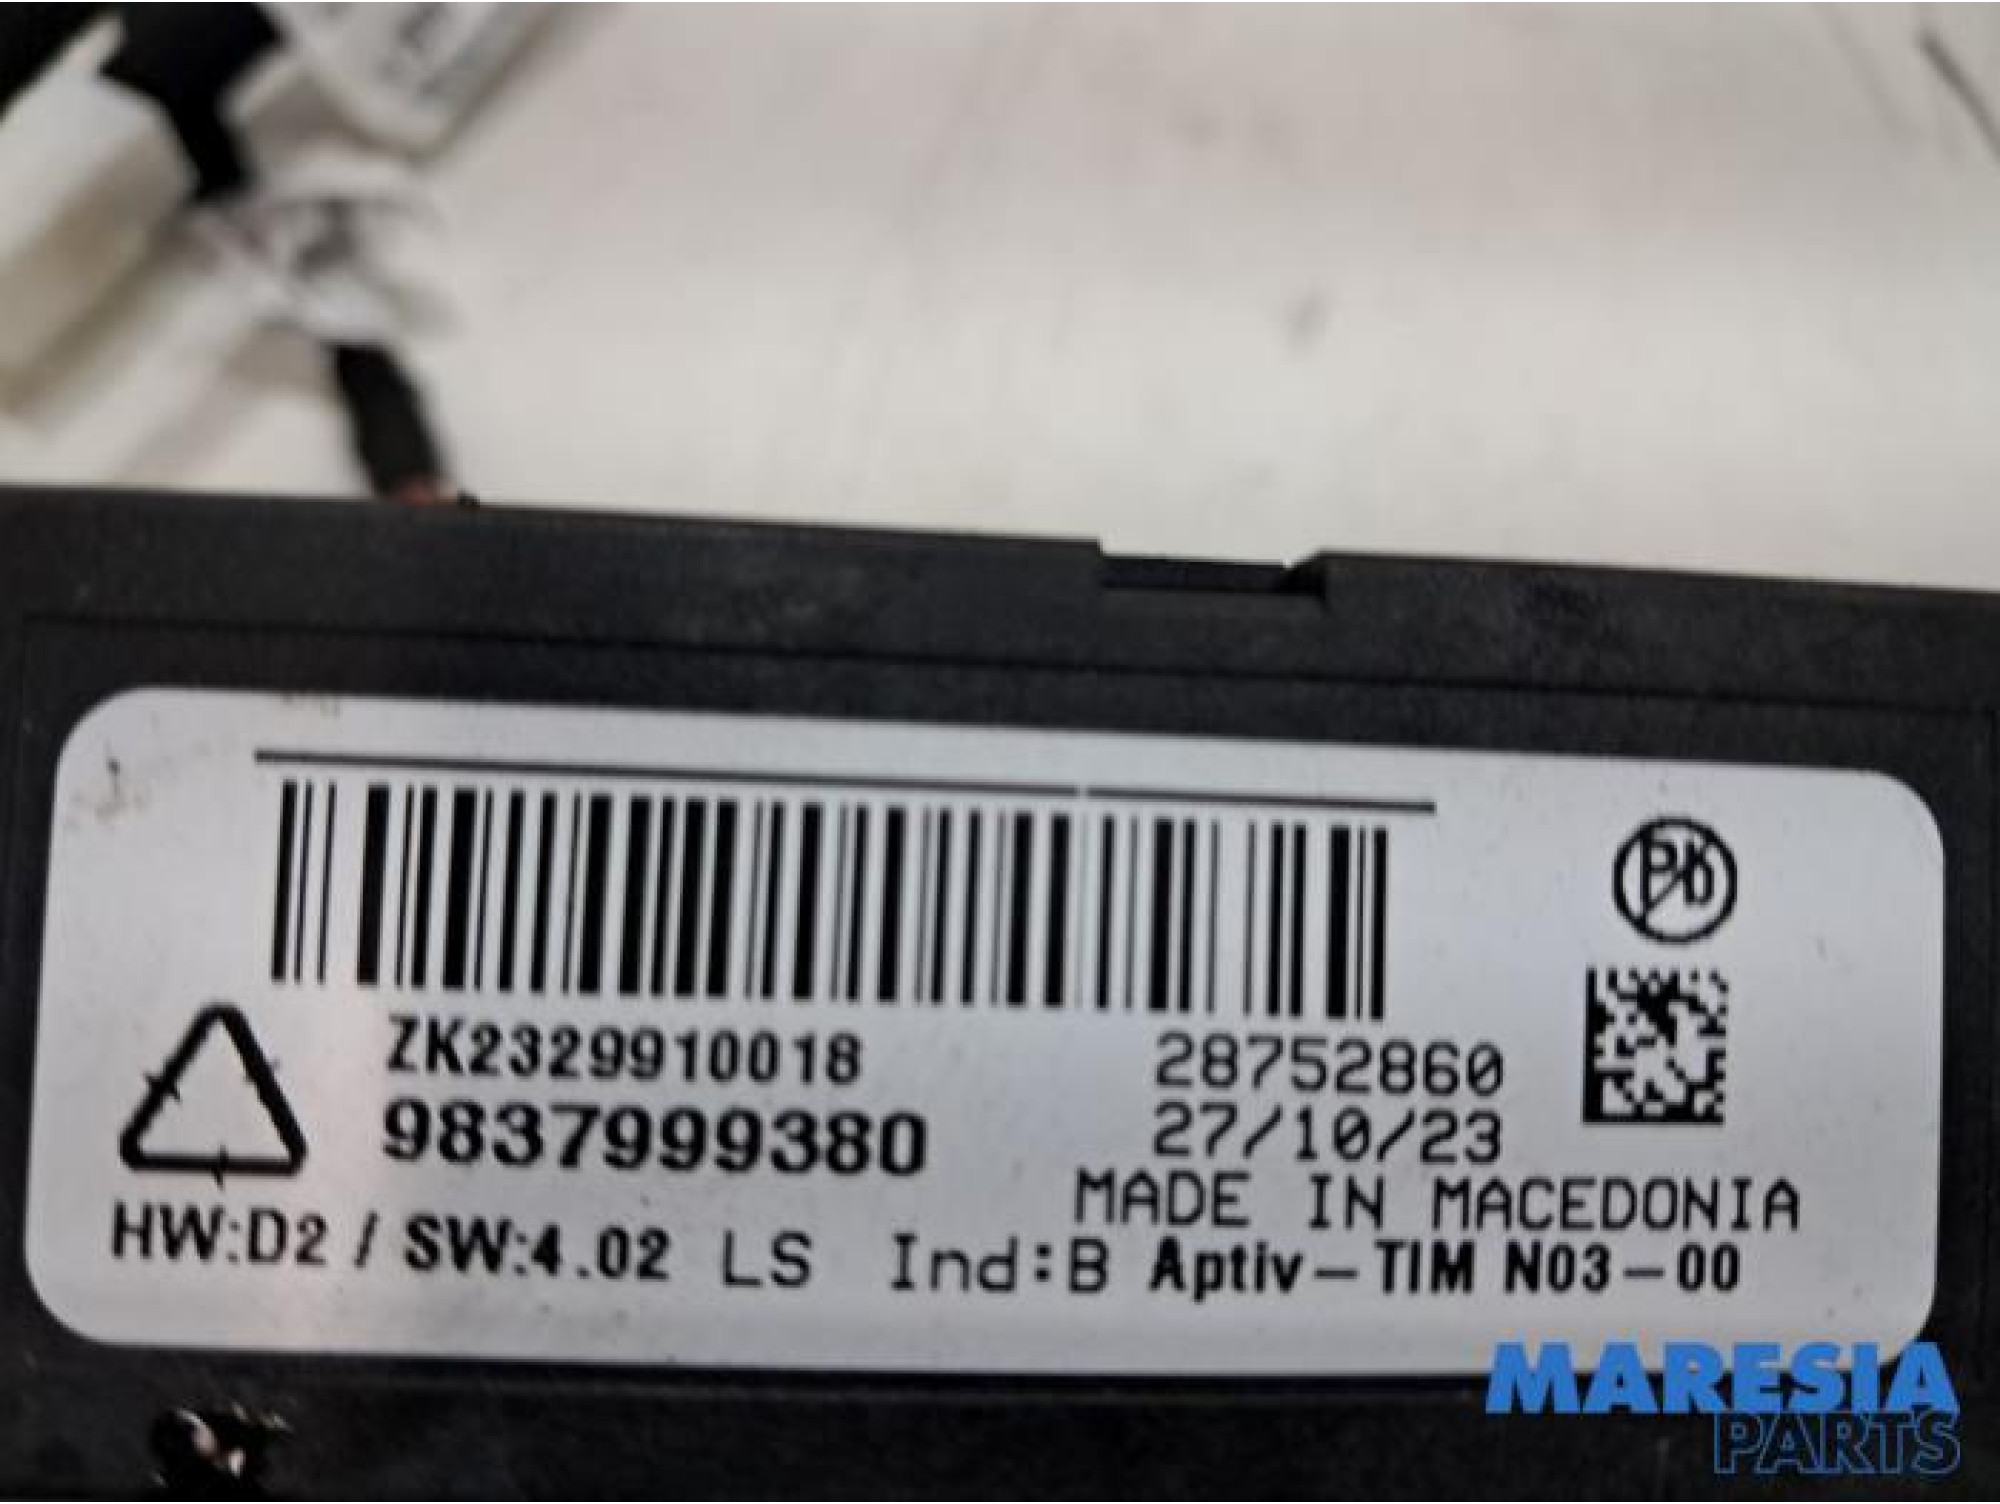 Pb
ZK2329910018
28752860
9837999380
27/10/23
MADE IN MACEDONIA
HW:D2 / SW:4.02 LS Ind:B Aptiv-TIM N03-00
MARESIA
PARTS